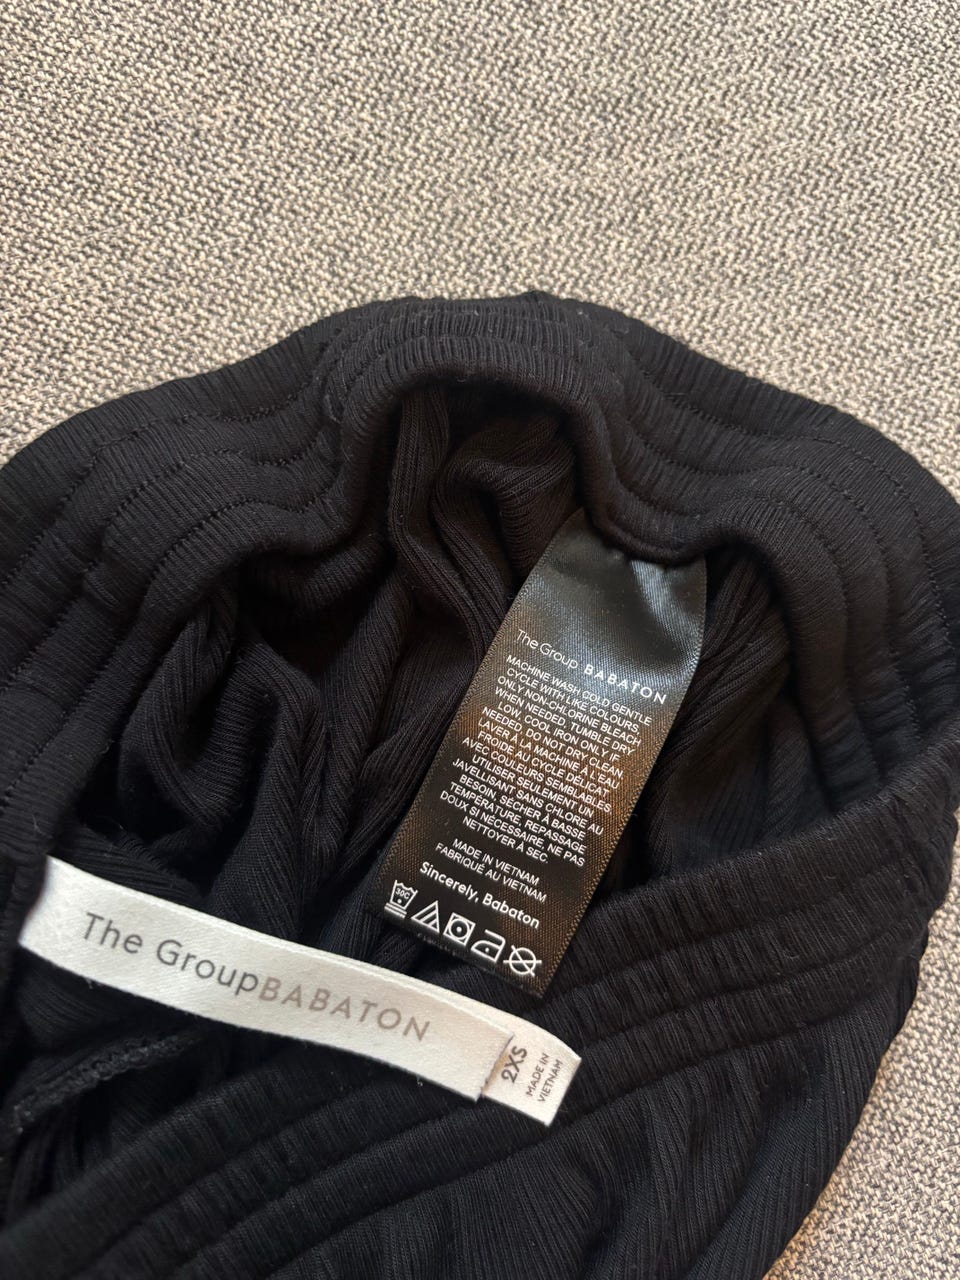 The Group BABATON
MACHINE WASH COLD GENTLE
CYCLE WITH LIKE COLOURS,
ONLY NON-CHLORINE BLEACH
WHEN NEEDED, TUMBLE DRY
LOW, COOL IRON ONLY IF
NEEDED, DO NOT DRY CLEAN.
LAVER À LA MACHINE À L'EAU
FROIDE AU CYCLE DÉLICAT
AVEC COULEURS SEMBLABLES,
UTILISER SEULEMENT UN
JAVELLISANT SANS CHLORE AU
BESOIN, SÉCHER À BASSE
TEMPÉRATURE, REPASSAGE
DOUX SI NÉCESSAIRE, NE PAS
NETTOYER À SEC.
MADE IN VIETNAM
FABRIQUÉ AU VIETNAM
Sincerely, Babaton
30C
The GroupBABATON
2XS
MADE IN
VIETNAM